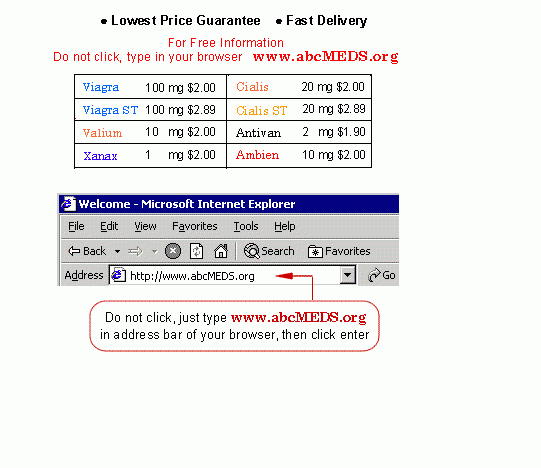 ● Lowest Price Guarantee ● Fast Delivery
For Free Information
Do not click, type in your browser www.abcMEDS.org
Viagra 100 mg $2.00 Cialis 20 mg $2.00
Viagra ST 100 mg $2.89 Cialis ST 20 mg $2.89
Valium 10 mg $2.00 Antivan 2 mg $1.90
Xanax 1 mg $2.00 Ambien 10 mg $2.00
Welcome - Microsoft Internet Explorer
File Edit View Favorites Tools Help
Back Search Favorites
Address http://www.abcMEDS.org Go
Do not click, just type www.abcMEDS.org
in address bar of your browser, then click enter